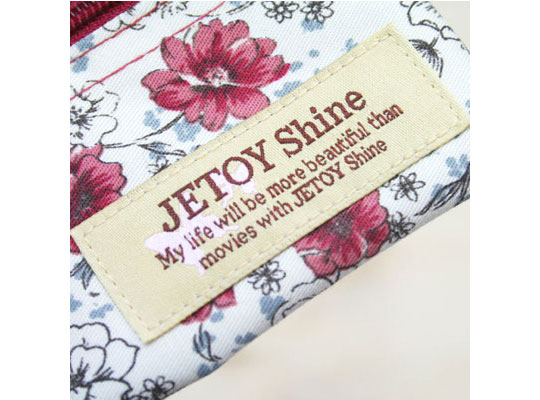 JETOY Shine
My life will be more beautiful than
movies with JETOY Shine